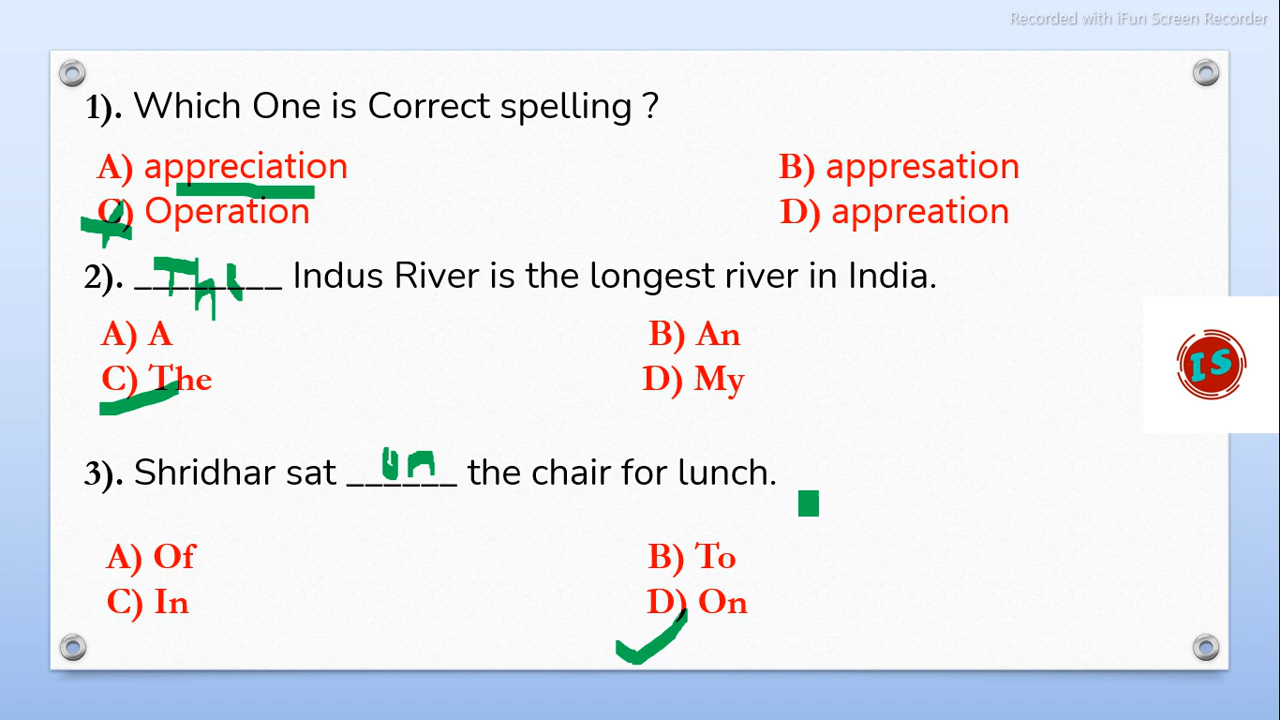 Recorded with iFun Screen Recorder
1). Which One is Correct spelling ?
A) appreciation B) appresation
C) Operation D) appreation
2). ________ Indus River is the longest river in India.
The
A) A B) An
C) The D) My
IS
3). Shridhar sat ______ the chair for lunch.
on
A) Of B) To
C) In D) On